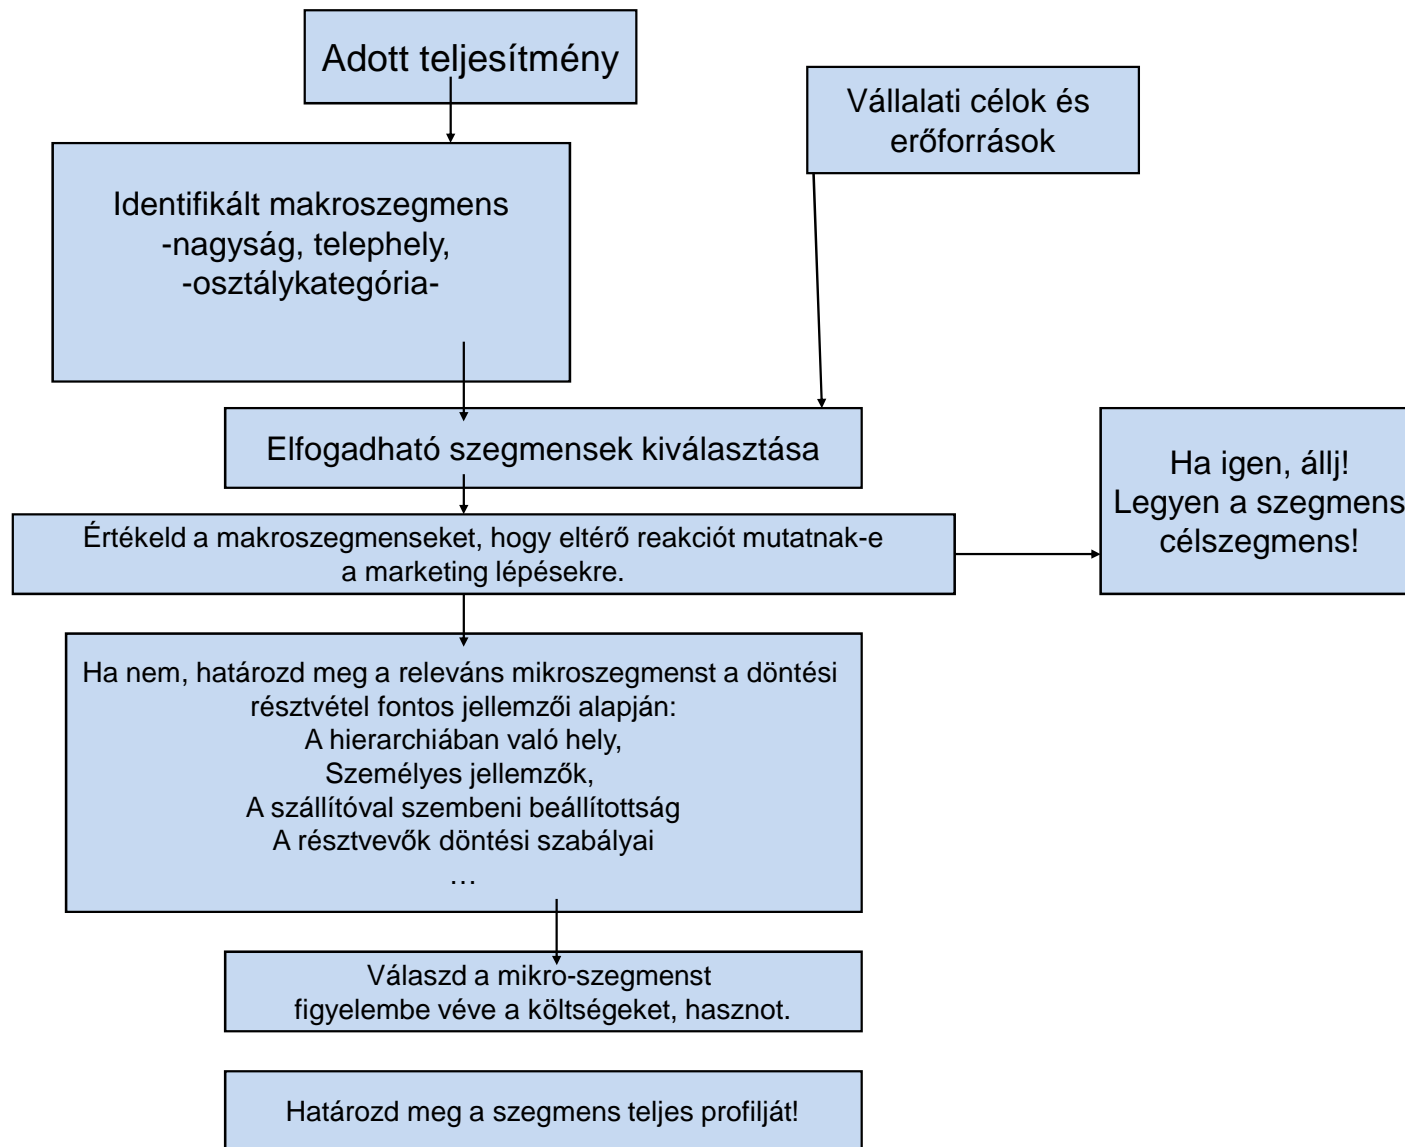 Adott teljesítmény
Vállalati célok és
erőforrások
Identifikált makroszegmens
-nagyság, telephely,
-osztálykategória-
Elfogadható szegmensek kiválasztása
Ha igen, állj!
Legyen a szegmens
célszegmens!
Értékeld a makroszegmenseket, hogy eltérő reakciót mutatnak-e
a marketing lépésekre.
Ha nem, határozd meg a releváns mikroszegmenst a döntési
résztvétel fontos jellemzői alapján:
A hierarchiában való hely,
Személyes jellemzők,
A szállítóval szembeni beállítottság
A résztvevők döntési szabályai
…
Válaszd a mikro-szegmenst
figyelembe véve a költségeket, hasznot.
Határozd meg a szegmens teljes profilját!